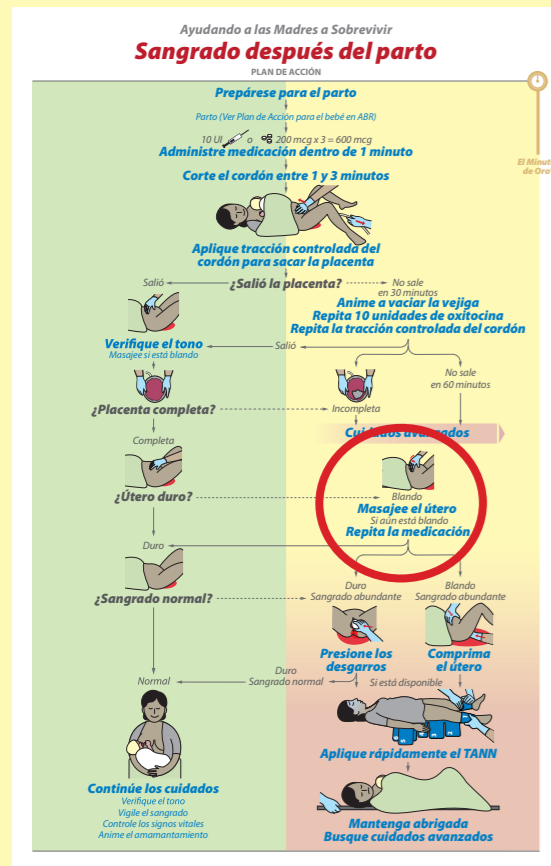 Ayudando a las Madres a Sobrevivir
Sangrado después del parto
PLAN DE ACCIÓN
Prepárese para el parto
Parto (Ver Plan de Acción para el bebé en ABR)
10 UI o 200 mcg x 3 = 600 mcg
Administre medicación dentro de 1 minuto
El Minuto
de Oro
Corte el cordón entre 1 y 3 minutos
Aplique tracción controlada del
cordón para sacar la placenta
Salió
¿Salió la placenta?
No sale
en 30 minutos
Anime a vaciar la vejiga
Repita 10 unidades de oxitocina
Repita la tracción controlada del cordón
Verifique el tono
Masajee si está blando
Salió
No sale
en 60 minutos
¿Placenta completa?
Incompleta
Completa
Cuidados avanzados
¿Útero duro?
Blando
Masajee el útero
Si aún está blando
Repita la medicación
Duro
¿Sangrado normal?
Duro
Sangrado abundante
Blando
Sangrado abundante
Presione los
desgarros
Comprima
el útero
Normal
Duro
Sangrado normal
Si está disponible
Aplique rápidamente el TANN
Continúe los cuidados
Verifique el tono
Vigile el sangrado
Controle los signos vitales
Anime el amamantamiento
Mantenga abrigada
Busque cuidados avanzados